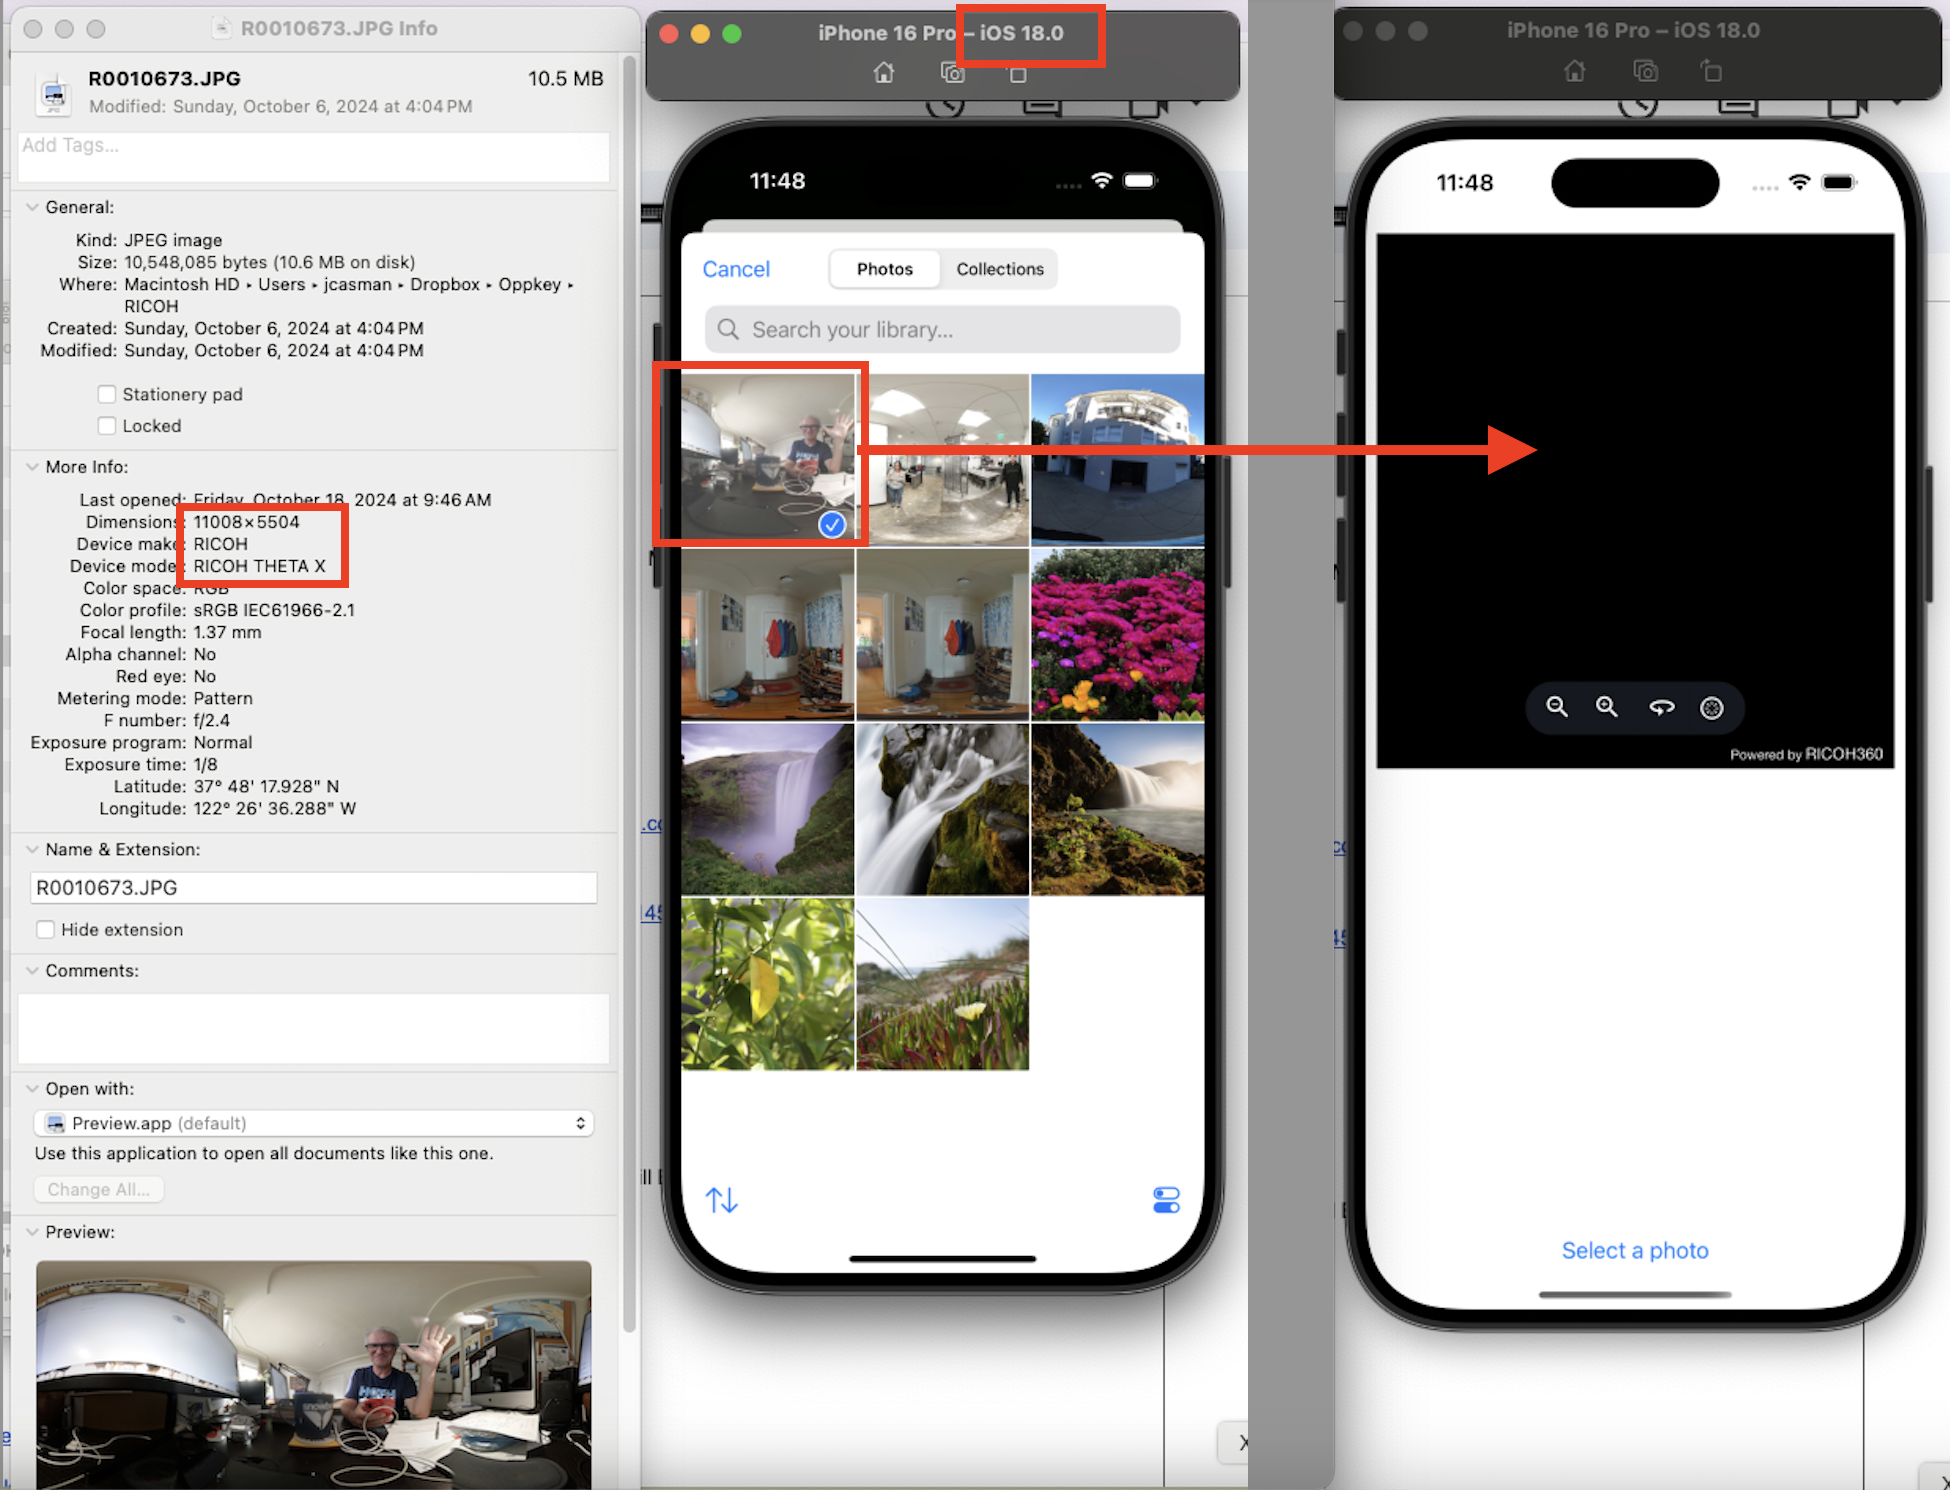 R0010673.JPG Info
R0010673.JPG 10.5 MB
Modified: Sunday, October 6, 2024 at 4:04 PM
Add Tags...
General:
Kind: JPEG image
Size: 10,548,085 bytes (10.6 MB on disk)
Where: Macintosh HD ▸ Users ▸ jcasman ▸ Dropbox ▸ Oppkey ▸
RICOH
Created: Sunday, October 6, 2024 at 4:04 PM
Modified: Sunday, October 6, 2024 at 4:04 PM
Stationery pad
Locked
More Info:
Last opened: Friday, October 18, 2024 at 9:46 AM
Dimensions: 11008×5504
Device make: RICOH
Device mode: RICOH THETA X
Color space: RGB
Color profile: sRGB IEC61966-2.1
Focal length: 1.37 mm
Alpha channel: No
Red eye: No
Metering mode: Pattern
F number: f/2.4
Exposure program: Normal
Exposure time: 1/8
Latitude: 37° 48' 17.928" N
Longitude: 122° 26' 36.288" W
Name & Extension:
R0010673.JPG
Hide extension
Comments:
Open with:
Preview.app (default)
Use this application to open all documents like this one.
Change All...
Preview:
iPhone 16 Pro – iOS 18.0
11:48
Cancel
Photos
Collections
Search your library...
iPhone 16 Pro – iOS 18.0
11:48
Powered by RICOH360
Select a photo